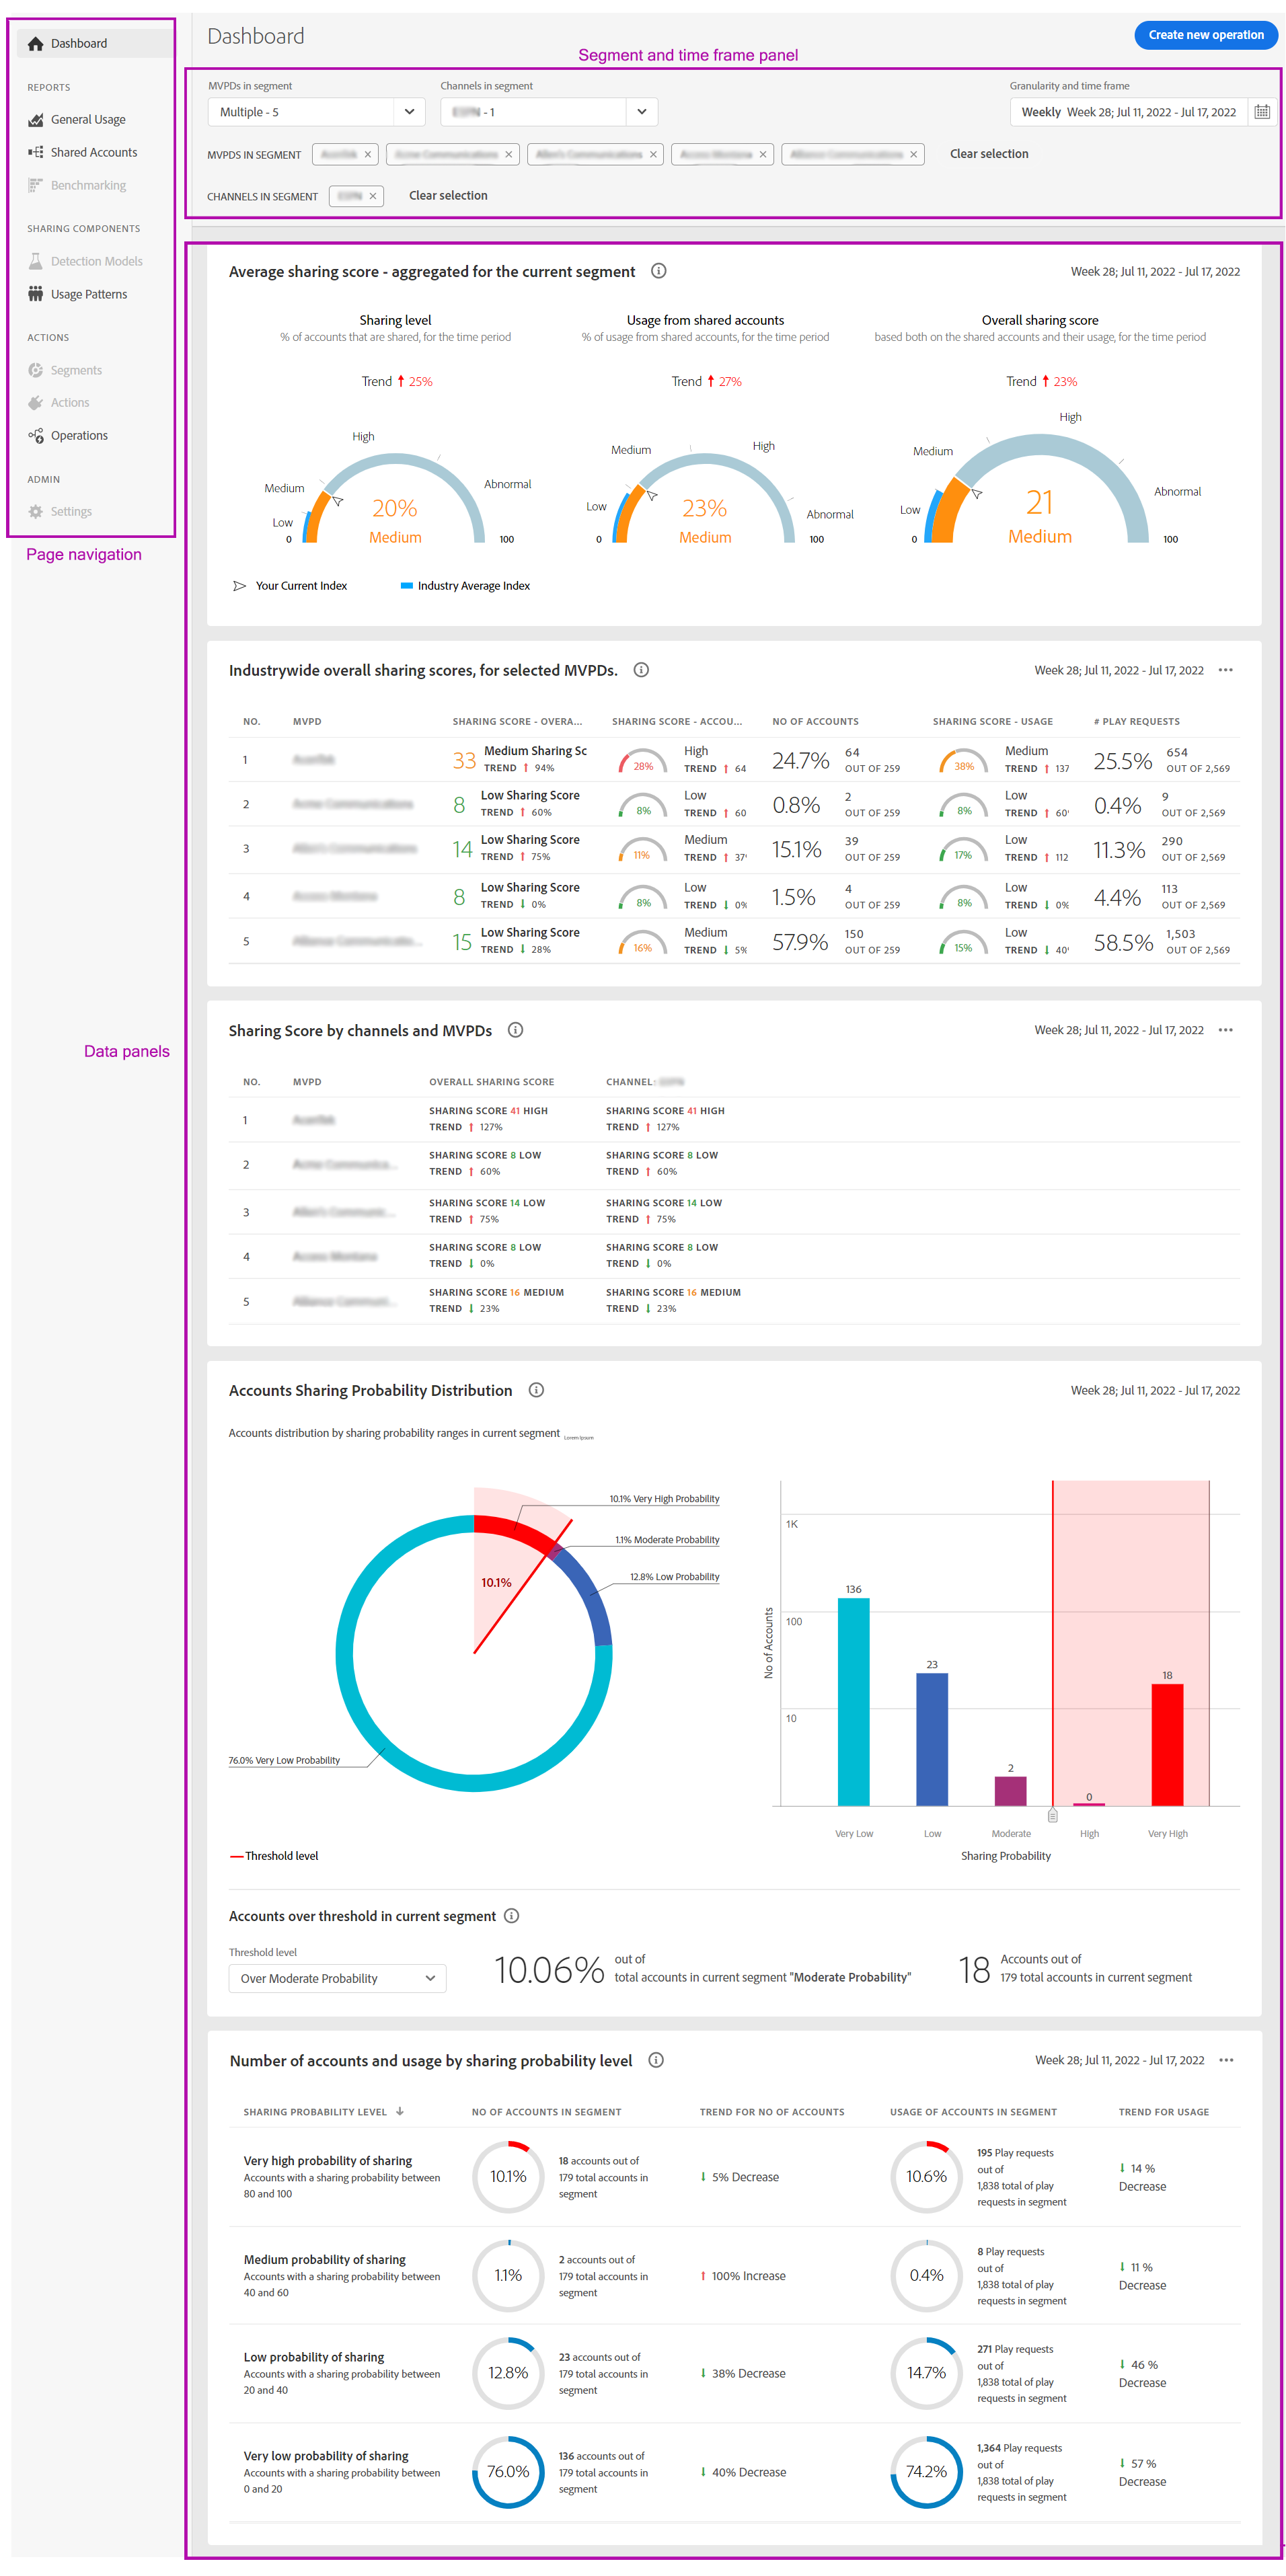 Dashboard
REPORTS
General Usage
Shared Accounts
Benchmarking
SHARING COMPONENTS
Detection Models
Usage Patterns
ACTIONS
Segments
Actions
Operations
ADMIN
Settings
Page navigation
Data panels
Dashboard
Create new operation
Segment and time frame panel
MVPDs in segment
Channels in segment
Granularity and time frame
Multiple - 5
- 1
Weekly Week 28; Jul 11, 2022 - Jul 17, 2022
MVPDS IN SEGMENT
Clear selection
CHANNELS IN SEGMENT
Clear selection
Average sharing score - aggregated for the current segment
Week 28; Jul 11, 2022 - Jul 17, 2022
Sharing level
% of accounts that are shared, for the time period
Trend 25%
High
Medium
Abnormal
Low
20%
Medium
0
100
Usage from shared accounts
% of usage from shared accounts, for the time period
Trend 27%
Medium
High
Low
Abnormal
23%
Medium
0
100
Overall sharing score
based both on the shared accounts and their usage, for the time period
Trend 23%
High
Medium
Abnormal
Low
21
Medium
0
100
Your Current Index
Industry Average Index
Industrywide overall sharing scores, for selected MVPDs.
Week 28; Jul 11, 2022 - Jul 17, 2022
NO. MVPD SHARING SCORE - OVERA... SHARING SCORE - ACCOU... NO OF ACCOUNTS SHARING SCORE - USAGE # PLAY REQUESTS
1 33 Medium Sharing Sc 28% High 24.7% 64 38% Medium 25.5% 654
TREND 94% TREND 64 OUT OF 259 TREND 137 OUT OF 2,569
2 8 Low Sharing Score 8% Low 0.8% 2 8% Low 0.4% 9
TREND 60% TREND 60 OUT OF 259 TREND 60 OUT OF 2,569
3 14 Low Sharing Score 11% Medium 15.1% 39 17% Low 11.3% 290
TREND 75% TREND 37 OUT OF 259 TREND 112 OUT OF 2,569
4 8 Low Sharing Score 8% Low 1.5% 4 8% Low 4.4% 113
TREND 0% TREND 0% OUT OF 259 TREND 0% OUT OF 2,569
5 15 Low Sharing Score 16% Medium 57.9% 150 15% Low 58.5% 1,503
TREND 28% TREND 5% OUT OF 259 TREND 40 OUT OF 2,569
Sharing Score by channels and MVPDs
Week 28; Jul 11, 2022 - Jul 17, 2022
NO. MVPD OVERALL SHARING SCORE CHANNEL:
1 SHARING SCORE 41 HIGH SHARING SCORE 41 HIGH
TREND 127% TREND 127%
2 SHARING SCORE 8 LOW SHARING SCORE 8 LOW
TREND 60% TREND 60%
3 SHARING SCORE 14 LOW SHARING SCORE 14 LOW
TREND 75% TREND 75%
4 SHARING SCORE 8 LOW SHARING SCORE 8 LOW
TREND 0% TREND 0%
5 SHARING SCORE 16 MEDIUM SHARING SCORE 16 MEDIUM
TREND 23% TREND 23%
Accounts Sharing Probability Distribution
Week 28; Jul 11, 2022 - Jul 17, 2022
Accounts distribution by sharing probability ranges in current segment Lorem Ipsum
10.1% Very High Probability
1.1% Moderate Probability
12.8% Low Probability
10.1%
76.0% Very Low Probability
Threshold level
1K
100
10
No of Accounts
136
23
2
0
18
Very Low Low Moderate High Very High
Sharing Probability
Accounts over threshold in current segment
Threshold level
Over Moderate Probability
10.06% out of
total accounts in current segment "Moderate Probability"
18 Accounts out of
179 total accounts in current segment
Number of accounts and usage by sharing probability level
Week 28; Jul 11, 2022 - Jul 17, 2022
SHARING PROBABILITY LEVEL NO OF ACCOUNTS IN SEGMENT TREND FOR NO OF ACCOUNTS USAGE OF ACCOUNTS IN SEGMENT TREND FOR USAGE
Very high probability of sharing
Accounts with a sharing probability between
80 and 100
10.1%
18 accounts out of
179 total accounts in
segment
5% Decrease
10.6%
195 Play requests
out of
1,838 total of play
requests in segment
14 %
Decrease
Medium probability of sharing
Accounts with a sharing probability between
40 and 60
1.1%
2 accounts out of
179 total accounts in
segment
100% Increase
0.4%
8 Play requests
out of
1,838 total of play
requests in segment
11 %
Decrease
Low probability of sharing
Accounts with a sharing probability between
20 and 40
12.8%
23 accounts out of
179 total accounts in
segment
38% Decrease
14.7%
271 Play requests
out of
1,838 total of play
requests in segment
46 %
Decrease
Very low probability of sharing
Accounts with a sharing probability between
0 and 20
76.0%
136 accounts out of
179 total accounts in
segment
40% Decrease
74.2%
1,364 Play requests
out of
1,838 total of play
requests in segment
57 %
Decrease